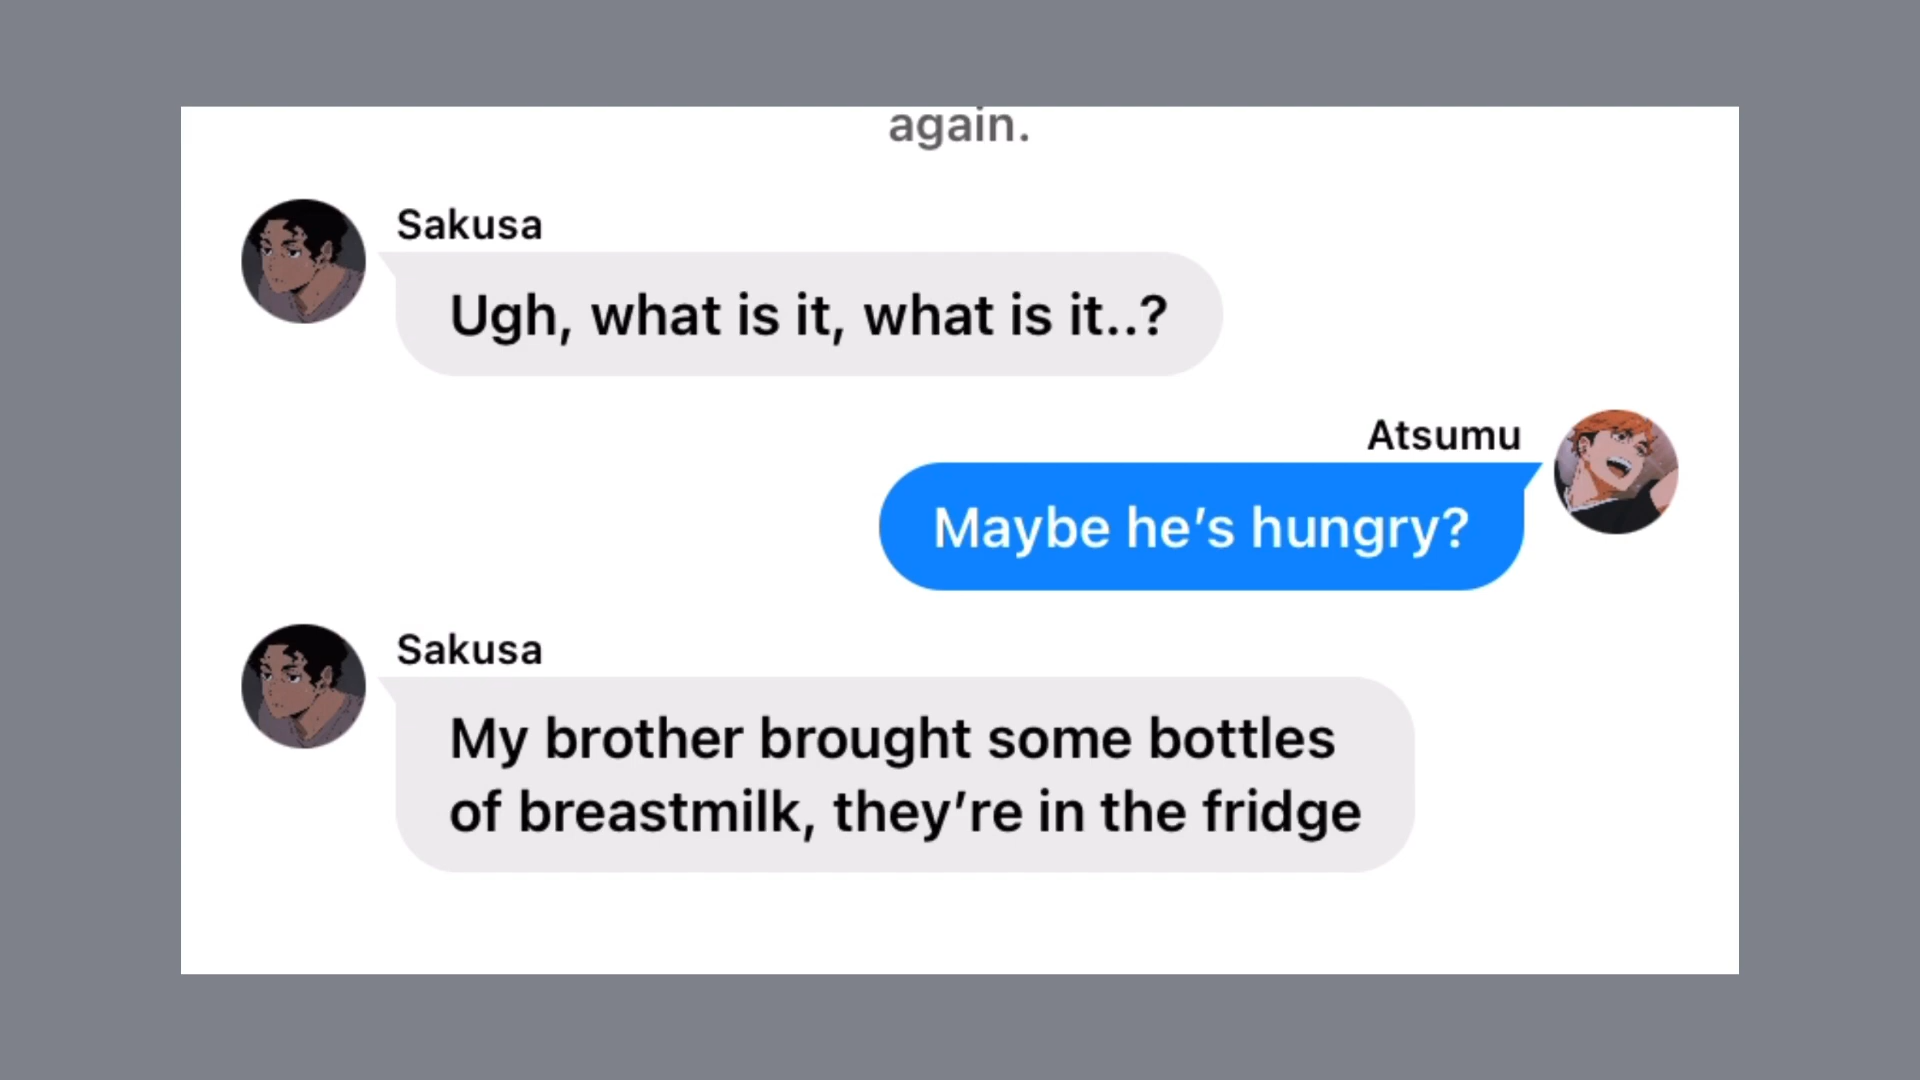 again.
Sakusa
Ugh, what is it, what is it..?
Atsumu
Maybe he’s hungry?
Sakusa
My brother brought some bottles
of breastmilk, they’re in the fridge